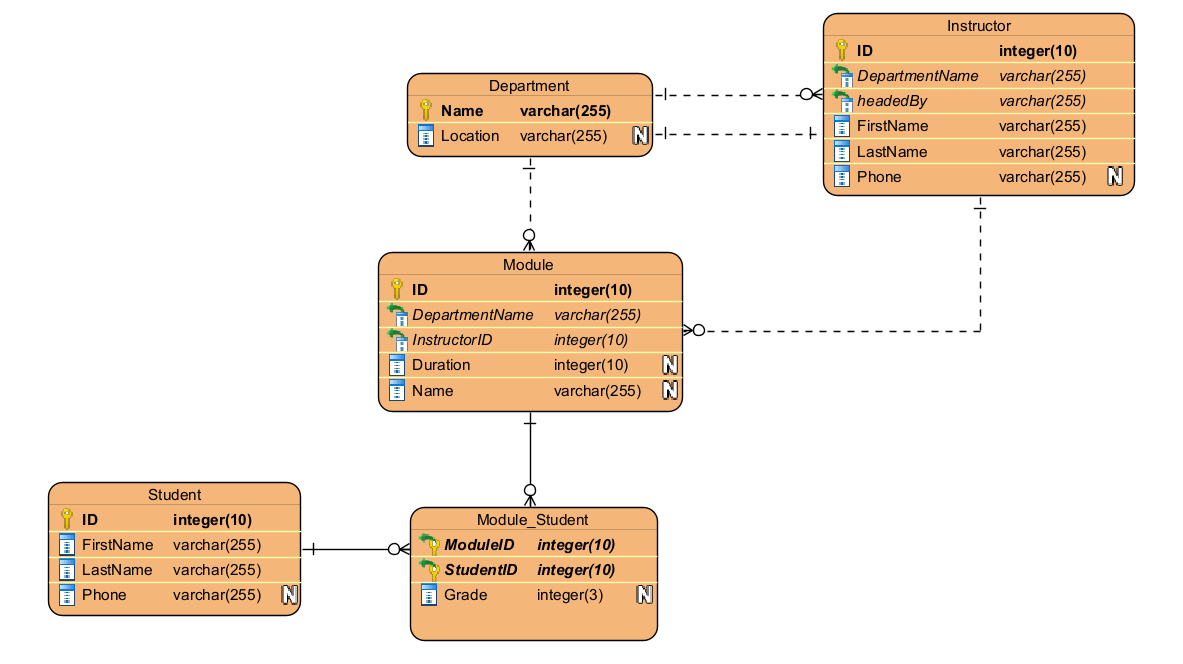 Instructor
ID integer(10)
DepartmentName varchar(255)
headedBy varchar(255)
FirstName varchar(255)
LastName varchar(255)
Phone varchar(255) N
Department
Name varchar(255)
Location varchar(255) N
Module
ID integer(10)
DepartmentName varchar(255)
InstructorID integer(10)
Duration integer(10) N
Name varchar(255) N
Student
ID integer(10)
FirstName varchar(255)
LastName varchar(255)
Phone varchar(255) N
Module_Student
ModuleID integer(10)
StudentID integer(10)
Grade integer(3) N